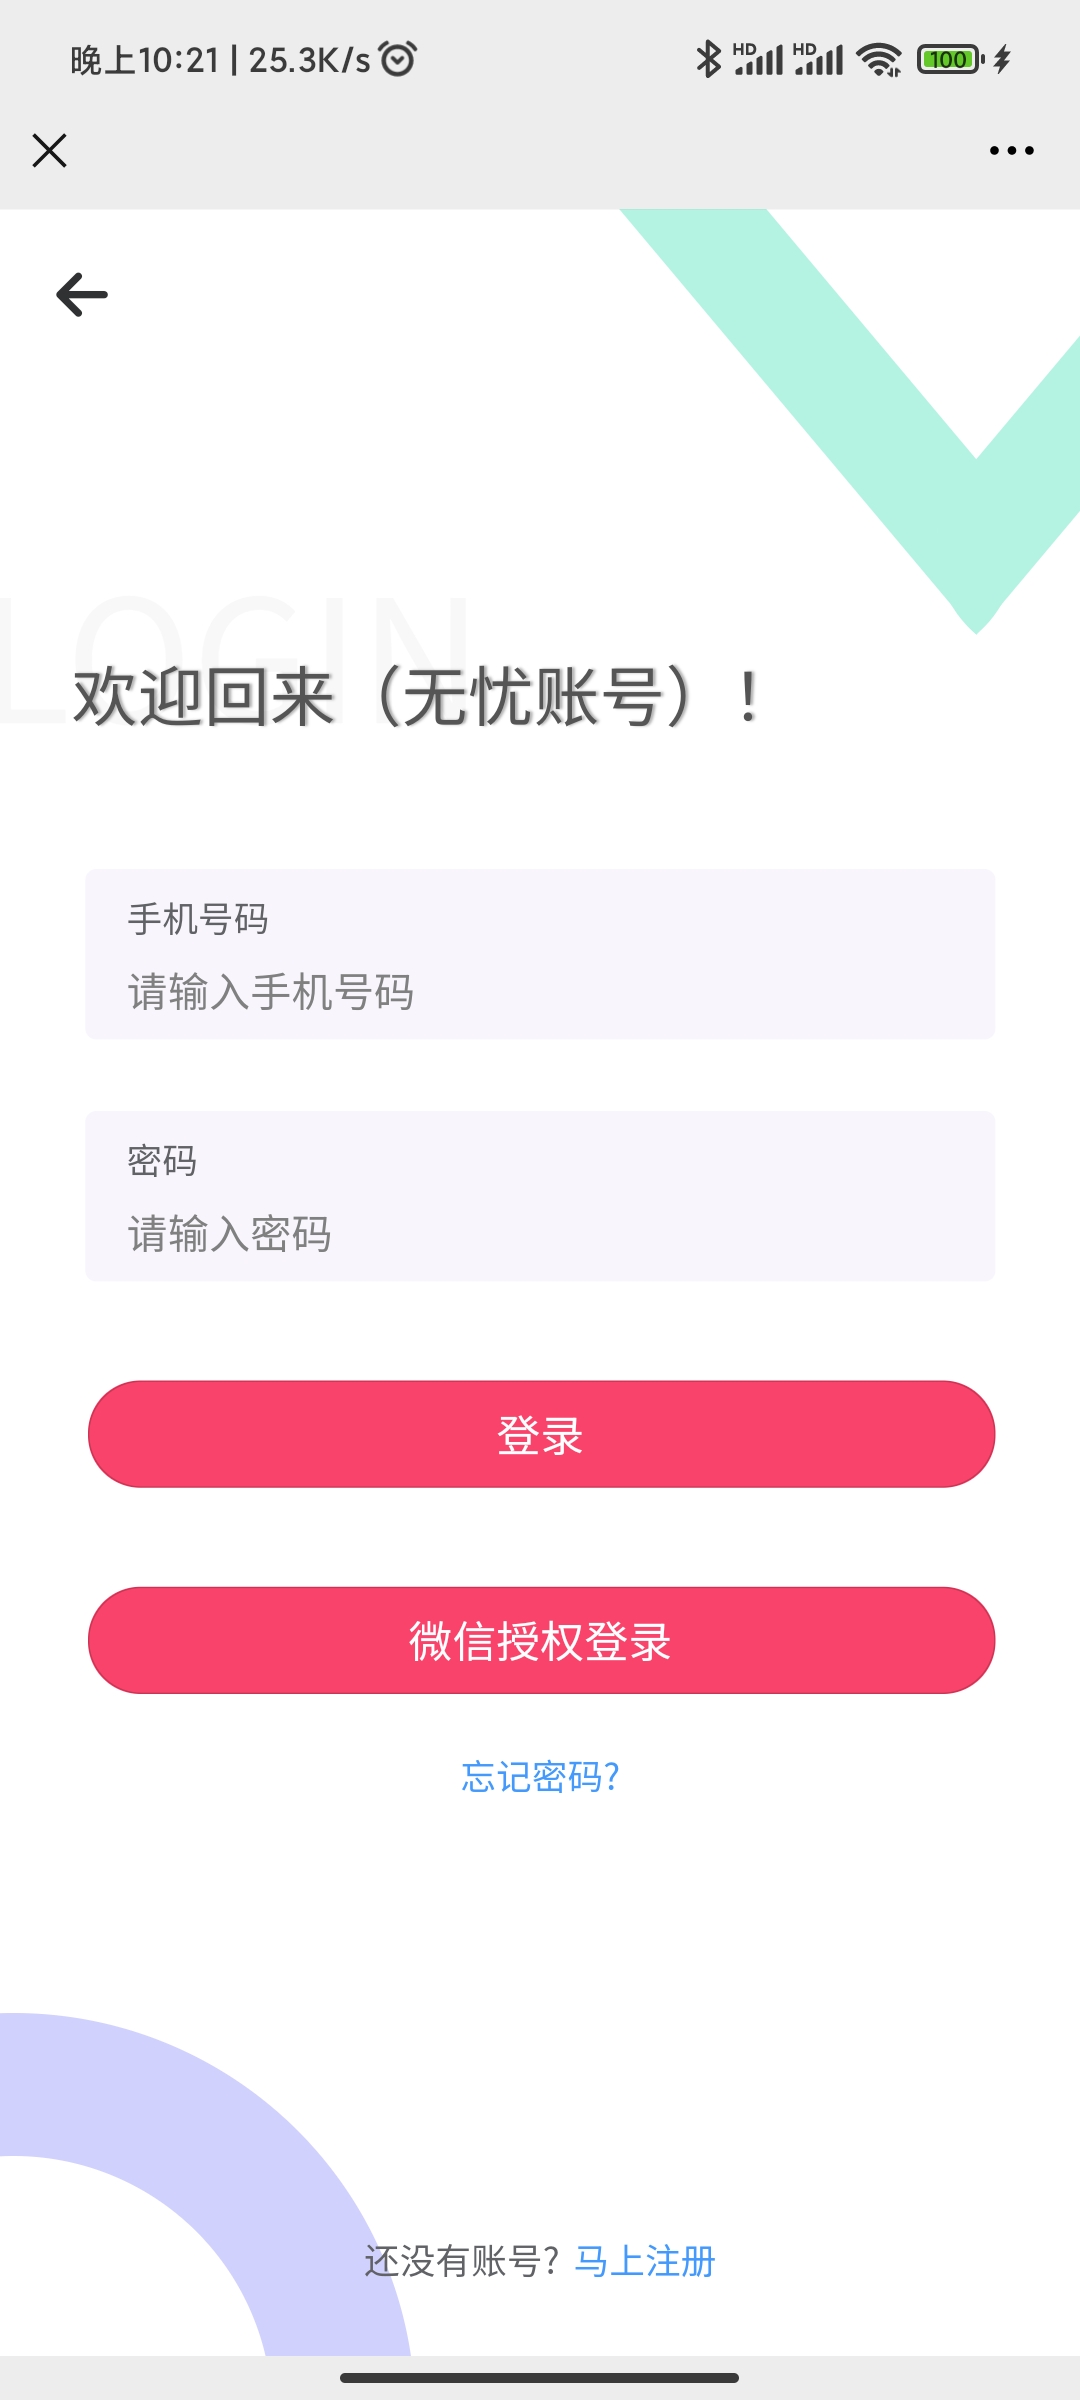 晚上10:21 | 25.3K/s
HD HD 100
LOGIN
欢迎回来（无忧账号）！
手机号码
请输入手机号码
密码
请输入密码
登录
微信授权登录
忘记密码?
还没有账号? 马上注册